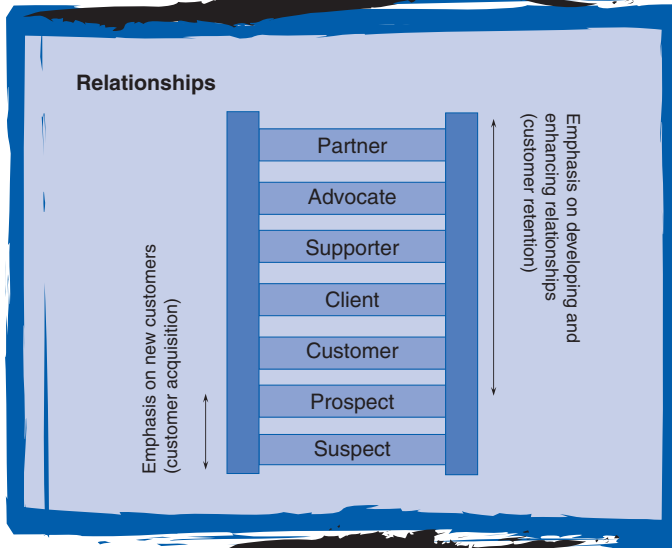 Relationships
Partner
Advocate
Supporter
Client
Customer
Prospect
Suspect
Emphasis on new customers
(customer acquisition)
Emphasis on developing and
enhancing relationships
(customer retention)